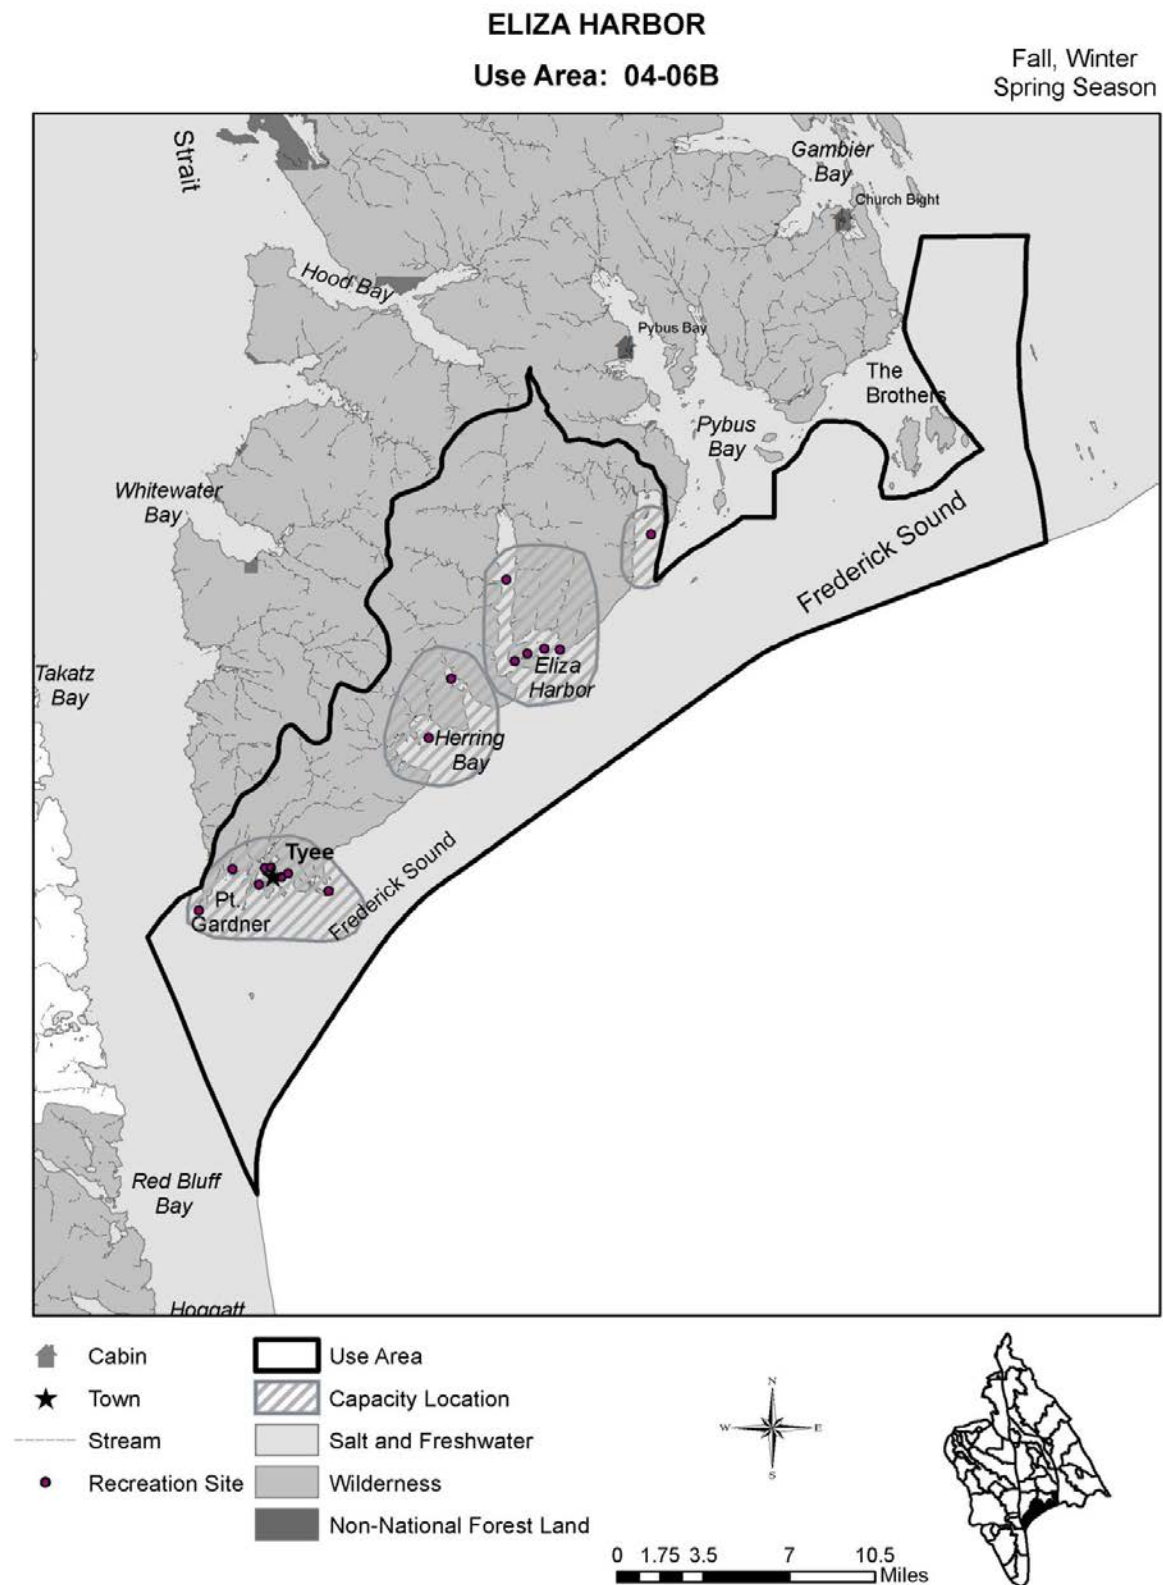 ELIZA HARBOR
Use Area: 04-06B
Fall, Winter
Spring Season
Strait
Gambier
Bay
Church Bight
Hood Bay
Pybus Bay
The
Brothers
Pybus
Bay
Whitewater
Bay
Frederick Sound
Takatz
Bay
Eliza
Harbor
Herring
Bay
Tyee
Pt.
Gardner
Frederick Sound
Red Bluff
Bay
Hoggatt
Cabin
Town
Stream
Recreation Site
Use Area
Capacity Location
Salt and Freshwater
Wilderness
Non-National Forest Land
N
W E
S
0 1.75 3.5 7 10.5
Miles